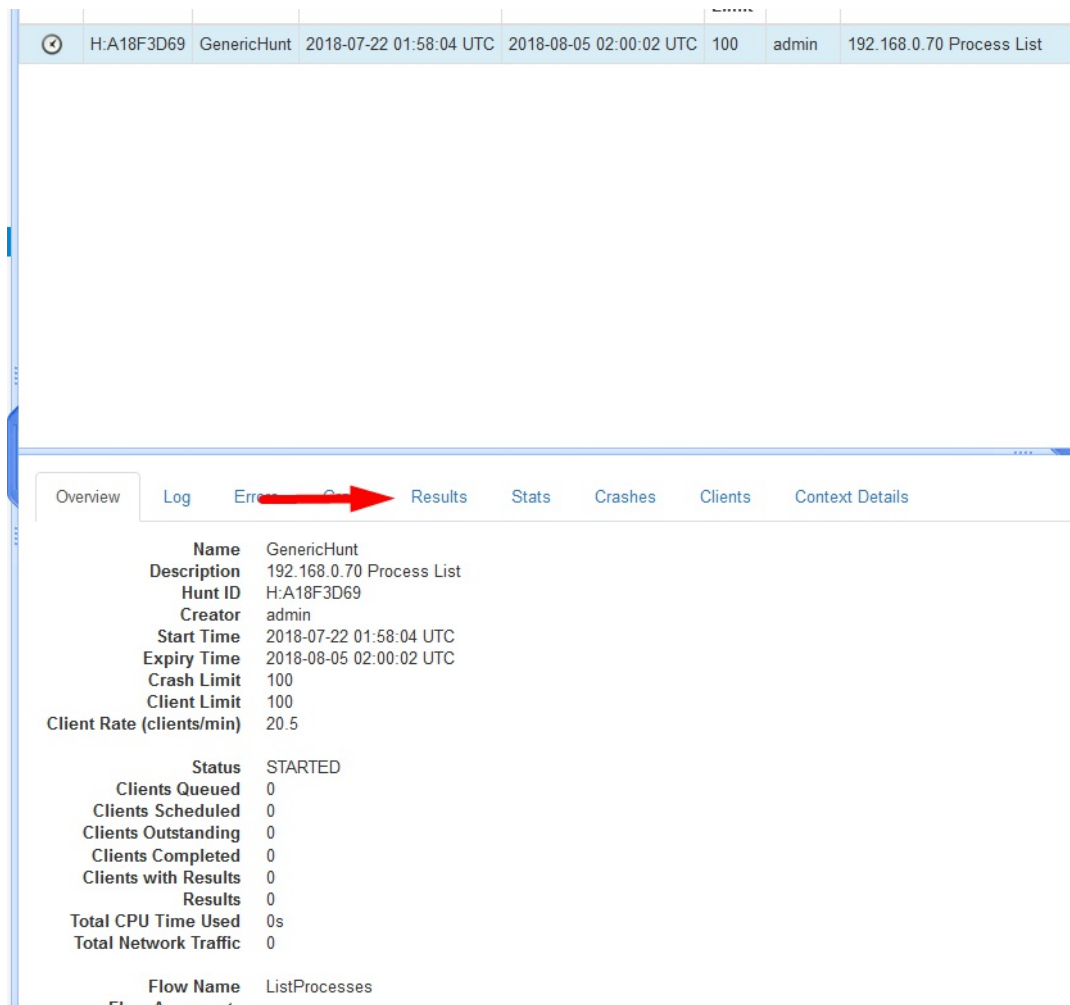 H:A18F3D69 GenericHunt 2018-07-22 01:58:04 UTC 2018-08-05 02:00:02 UTC 100 admin 192.168.0.70 Process List
Overview Log Results Stats Crashes Clients Context Details
Name GenericHunt
Description 192.168.0.70 Process List
Hunt ID H:A18F3D69
Creator admin
Start Time 2018-07-22 01:58:04 UTC
Expiry Time 2018-08-05 02:00:02 UTC
Crash Limit 100
Client Limit 100
Client Rate (clients/min) 20.5
Status STARTED
Clients Queued 0
Clients Scheduled 0
Clients Outstanding 0
Clients Completed 0
Clients with Results 0
Results 0
Total CPU Time Used 0s
Total Network Traffic 0
Flow Name ListProcesses